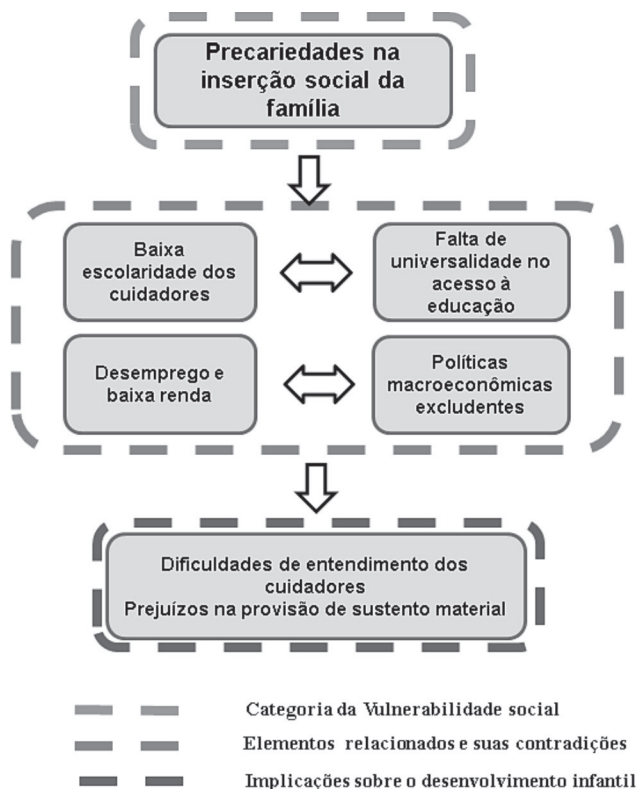 Precariedades na
inserção social da
família
Baixa
escolaridade dos
cuidadores
Falta de
universalidade no
acesso à
educação
Desemprego e
baixa renda
Políticas
macroeconômicas
excludentes
Dificuldades de entendimento dos
cuidadores
Prejuízos na provisão de sustento material
Categoria da Vulnerabilidade social
Elementos relacionados e suas contradições
Implicações sobre o desenvolvimento infantil